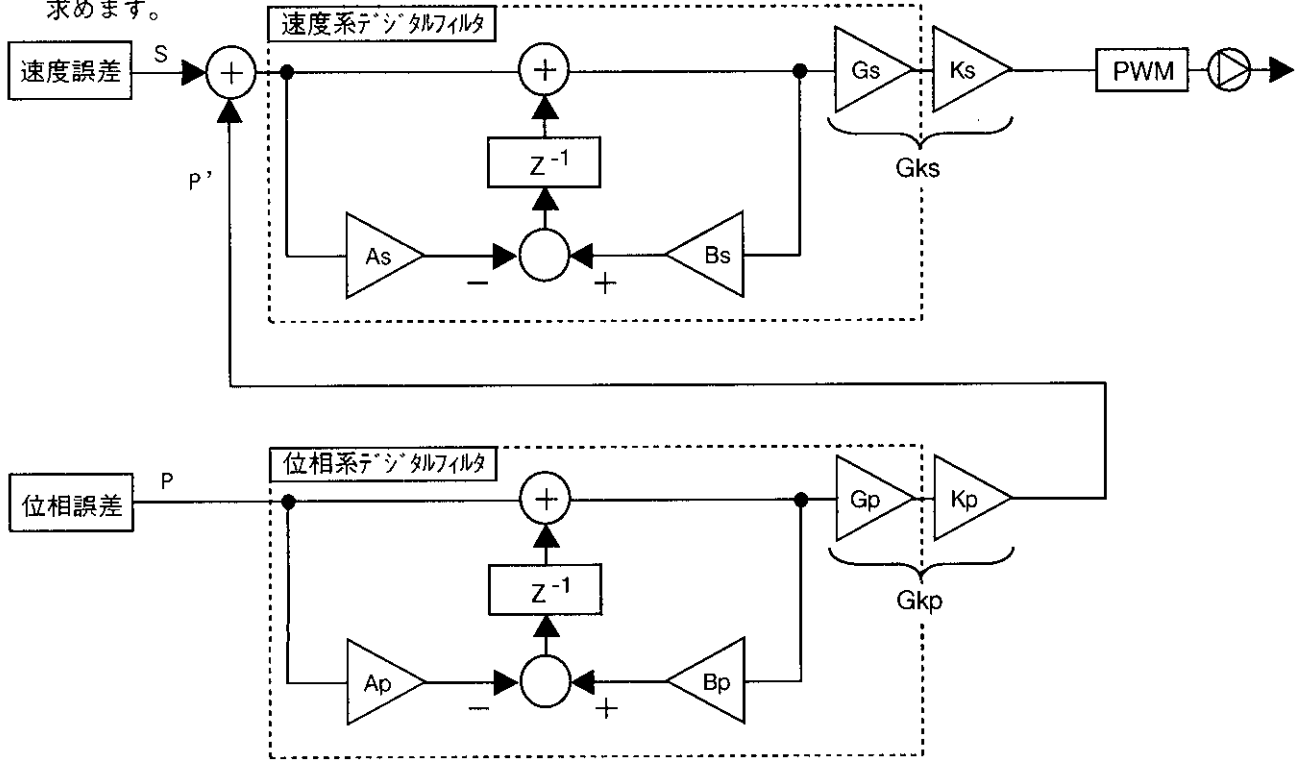 求めます。
速度系デジタルフィルタ
速度誤差
S
+
+
Gs
Ks
PWM
Z⁻¹
Gks
P'
As
Bs
−
+
位相系デジタルフィルタ
位相誤差
P
+
Gp
Kp
Z⁻¹
Gkp
Ap
Bp
−
+